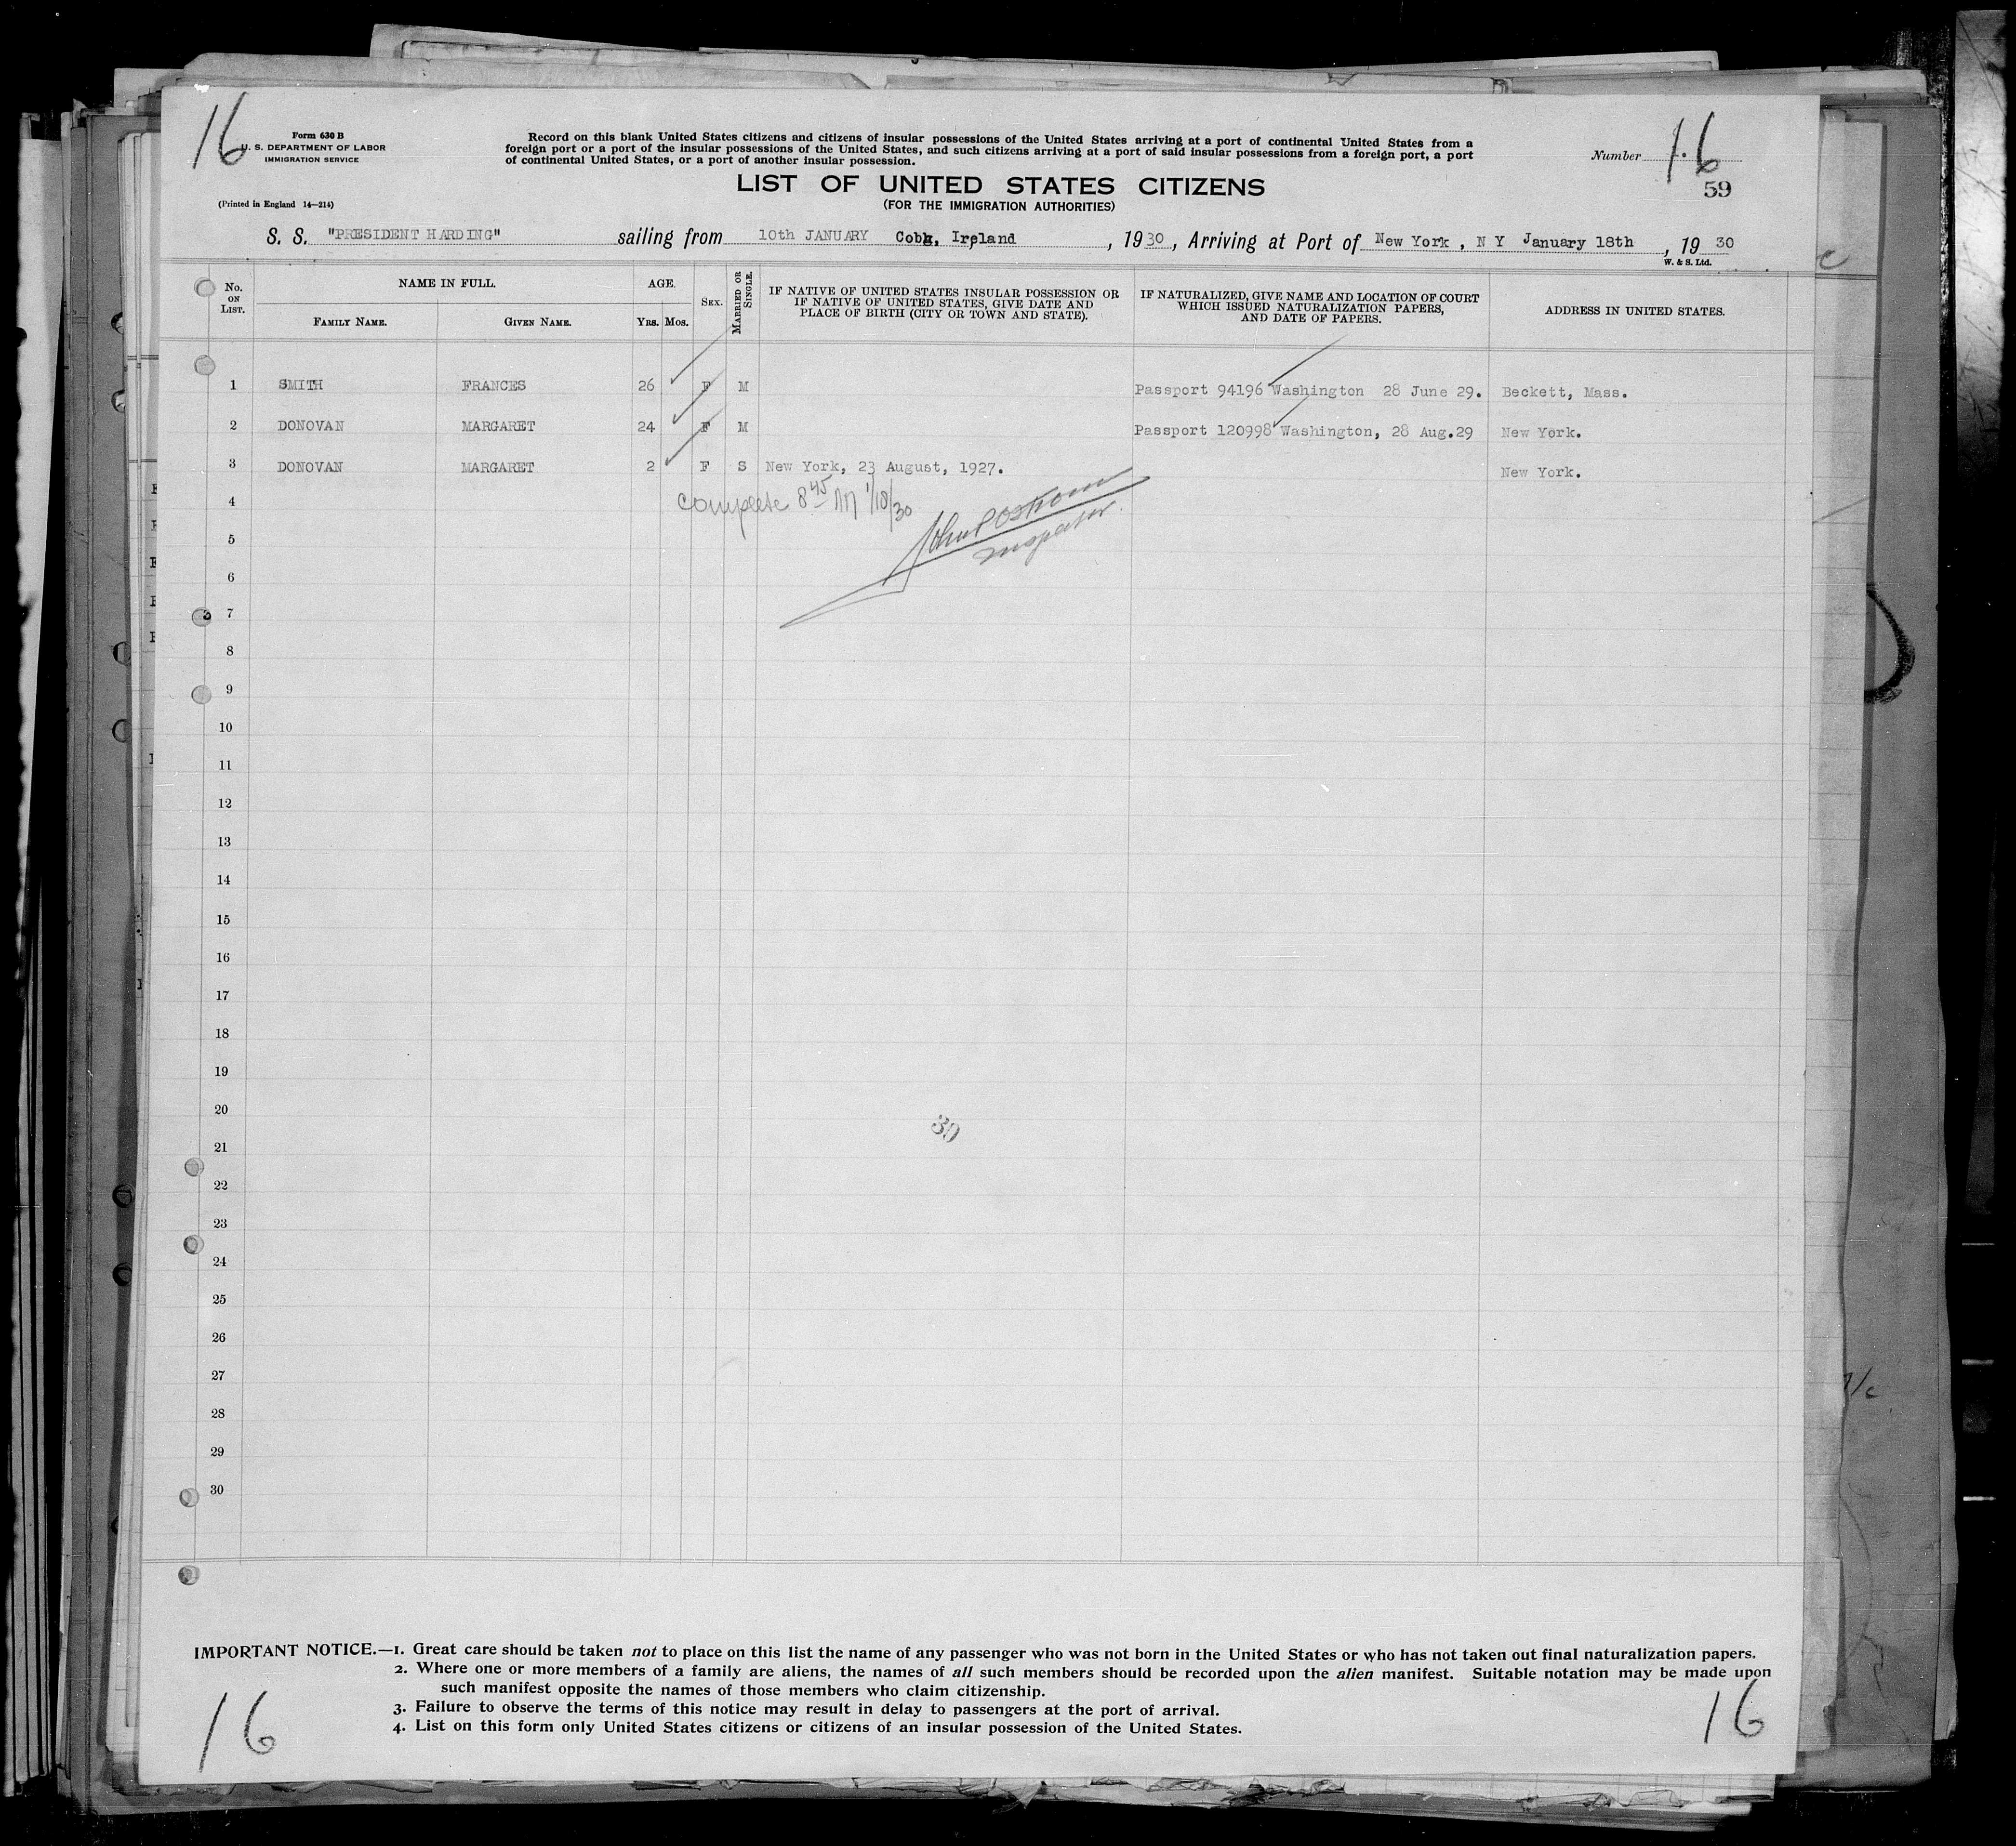 16
Form 630 B
U. S. DEPARTMENT OF LABOR
IMMIGRATION SERVICE
(Printed in England 14—214)
Record on this blank United States citizens and citizens of insular possessions of the United States arriving at a port of continental United States from a
foreign port or a port of the insular possessions of the United States, and such citizens arriving at a port of said insular possessions from a foreign port, a port
of continental United States, or a port of another insular possession.
Number 16
59
LIST OF UNITED STATES CITIZENS
(FOR THE IMMIGRATION AUTHORITIES)
S. S. "PRESIDENT HARDING" sailing from 10th JANUARY Cobh, Ireland, 1930, Arriving at Port of New York, N Y January 18th, 1930
W. & S. Ltd.
No. ON LIST.
NAME IN FULL.
FAMILY NAME. GIVEN NAME.
AGE.
YRS. MOS.
SEX.
MARRIED OR SINGLE.
IF NATIVE OF UNITED STATES INSULAR POSSESSION OR
IF NATIVE OF UNITED STATES, GIVE DATE AND
PLACE OF BIRTH (CITY OR TOWN AND STATE).
IF NATURALIZED, GIVE NAME AND LOCATION OF COURT
WHICH ISSUED NATURALIZATION PAPERS,
AND DATE OF PAPERS.
ADDRESS IN UNITED STATES.
1 SMITH FRANCES 26 F M Passport 94196 Washington 28 June 29. Beckett, Mass.
2 DONOVAN MARGARET 24 F M Passport 120998 Washington, 28 Aug.29 New York.
3 DONOVAN MARGARET 2 F S New York, 23 August, 1927. New York.
Complete 8 45 AM 1/18/30
John P Ostrom
Inspector.
4
5
6
7
8
9
10
11
12
13
14
15
16
17
18
19
20
30
21
22
23
24
25
26
27
28
29
30
IMPORTANT NOTICE.—1. Great care should be taken not to place on this list the name of any passenger who was not born in the United States or who has not taken out final naturalization papers.
2. Where one or more members of a family are aliens, the names of all such members should be recorded upon the alien manifest. Suitable notation may be made upon
such manifest opposite the names of those members who claim citizenship.
3. Failure to observe the terms of this notice may result in delay to passengers at the port of arrival.
4. List on this form only United States citizens or citizens of an insular possession of the United States.
16
16